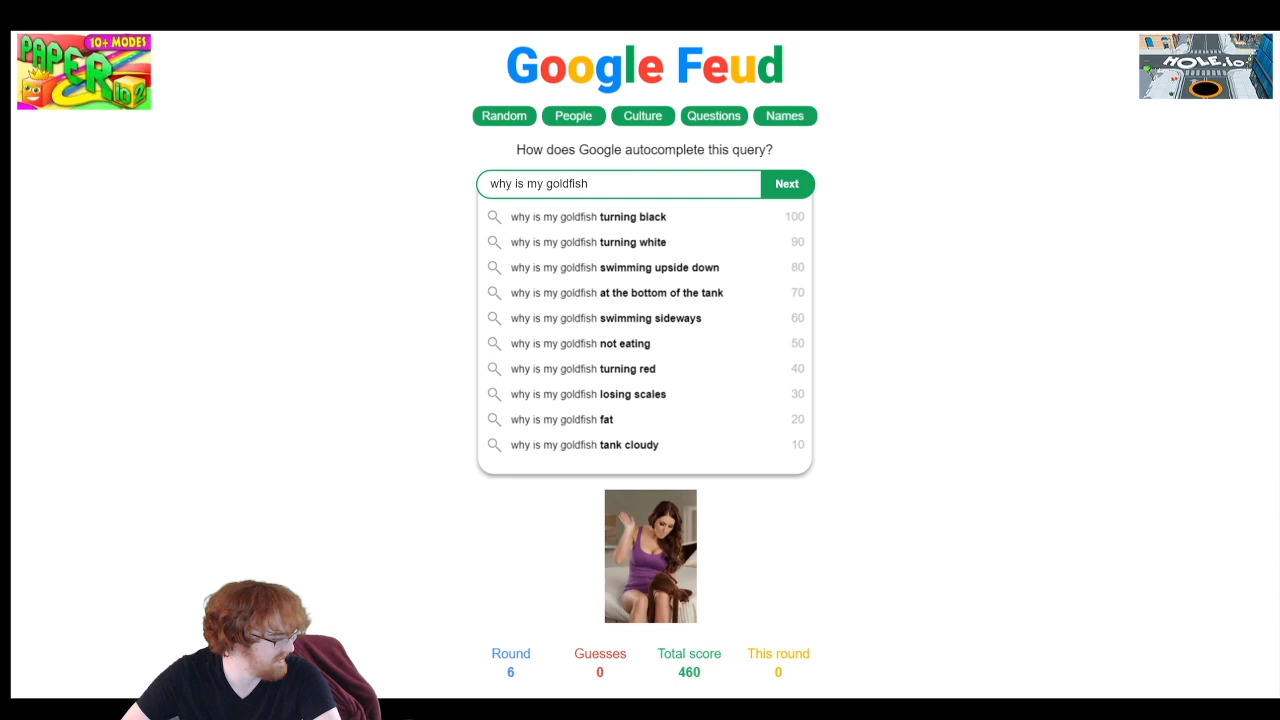 PAPER
10+ MODES
io 2
HOLE.io
Google Feud
Random People Culture Questions Names
How does Google autocomplete this query?
why is my goldfish Next
why is my goldfish turning black 100
why is my goldfish turning white 90
why is my goldfish swimming upside down 80
why is my goldfish at the bottom of the tank 70
why is my goldfish swimming sideways 60
why is my goldfish not eating 50
why is my goldfish turning red 40
why is my goldfish losing scales 30
why is my goldfish fat 20
why is my goldfish tank cloudy 10
Round Guesses Total score This round
6 0 460 0